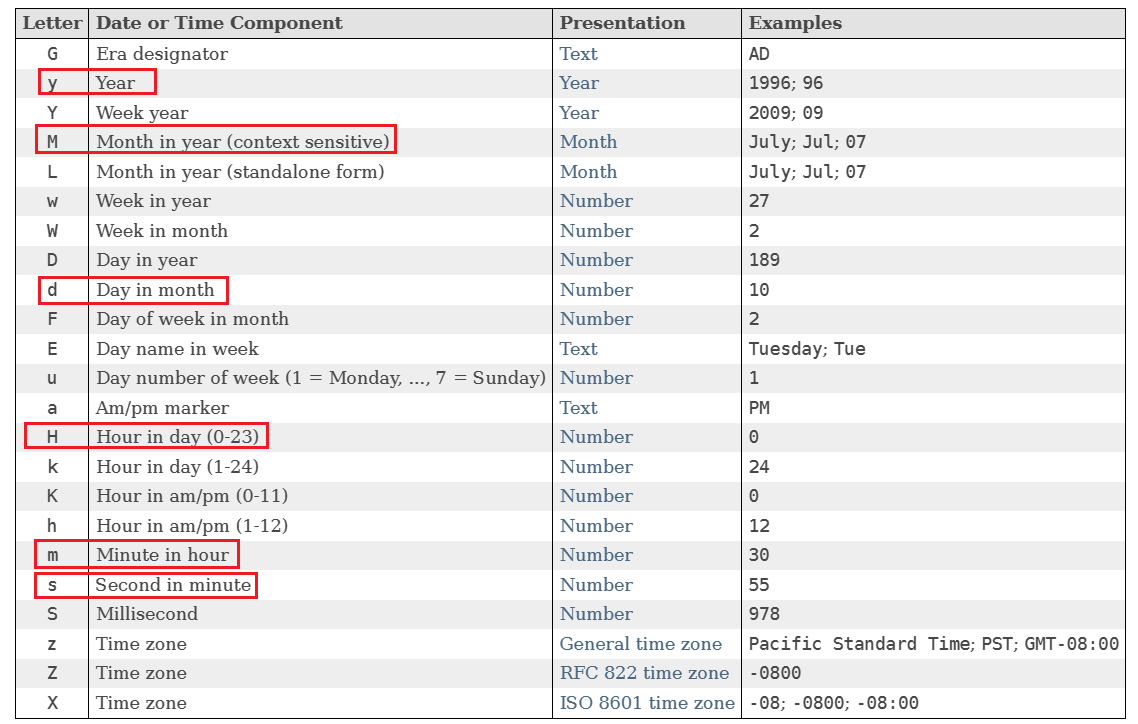 Letter Date or Time Component Presentation Examples
G Era designator Text AD
y Year Year 1996; 96
Y Week year Year 2009; 09
M Month in year (context sensitive) Month July; Jul; 07
L Month in year (standalone form) Month July; Jul; 07
w Week in year Number 27
W Week in month Number 2
D Day in year Number 189
d Day in month Number 10
F Day of week in month Number 2
E Day name in week Text Tuesday; Tue
u Day number of week (1 = Monday, ..., 7 = Sunday) Number 1
a Am/pm marker Text PM
H Hour in day (0-23) Number 0
k Hour in day (1-24) Number 24
K Hour in am/pm (0-11) Number 0
h Hour in am/pm (1-12) Number 12
m Minute in hour Number 30
s Second in minute Number 55
S Millisecond Number 978
z Time zone General time zone Pacific Standard Time; PST; GMT-08:00
Z Time zone RFC 822 time zone -0800
X Time zone ISO 8601 time zone -08; -0800; -08:00